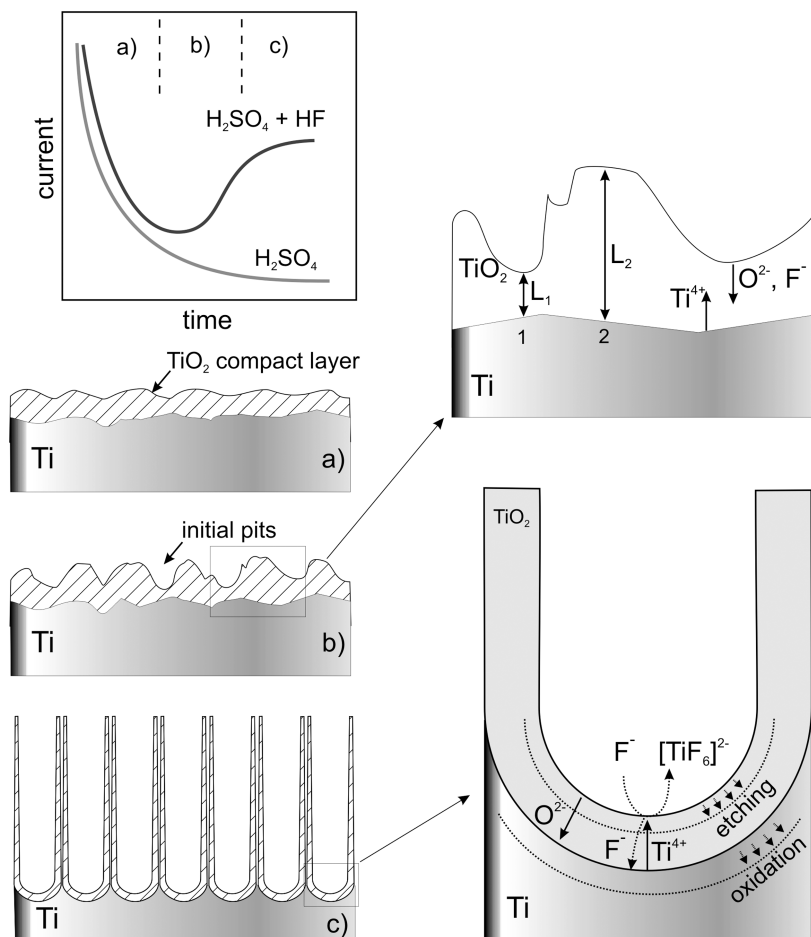 a)
b)
c)
H₂SO₄ + HF
H₂SO₄
current
time
TiO₂ compact layer
Ti
a)
initial pits
Ti
b)
Ti
c)
TiO₂
L₁
L₂
O²⁻, F⁻
Ti⁴⁺
1
2
Ti
TiO₂
F⁻
[TiF₆]²⁻
O²⁻
F⁻
Ti⁴⁺
etching
oxidation
Ti